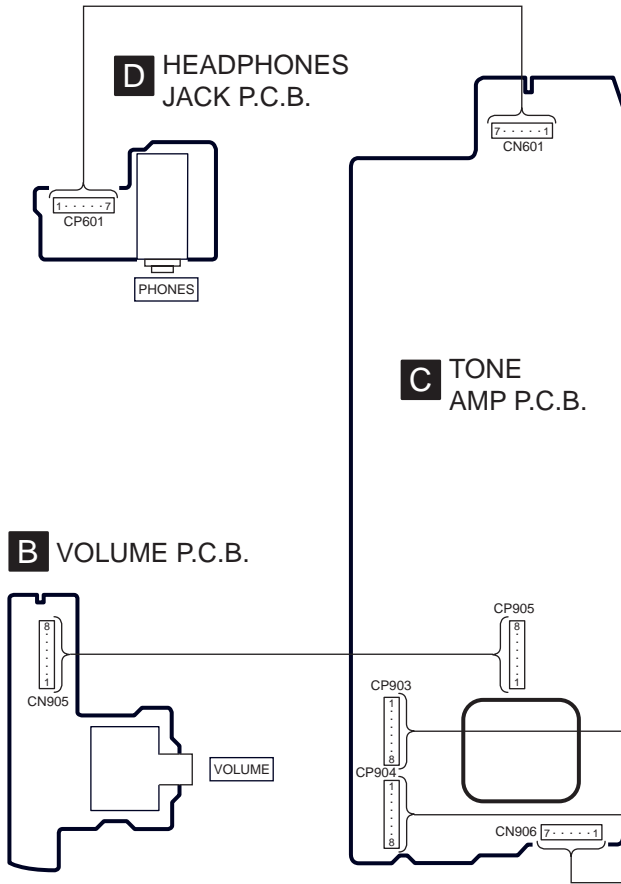 D HEADPHONES
JACK P.C.B.
7 · · · · · 1
CN601
1 · · · · · 7
CP601
PHONES
C TONE
AMP P.C.B.
B VOLUME P.C.B.
8 · · · · · · 1
CN905
VOLUME
CP905
8 · · · · · · 1
CP903
1 · · · · · · 8
CP904
1 · · · · · · 8
CN906 7 · · · · · 1